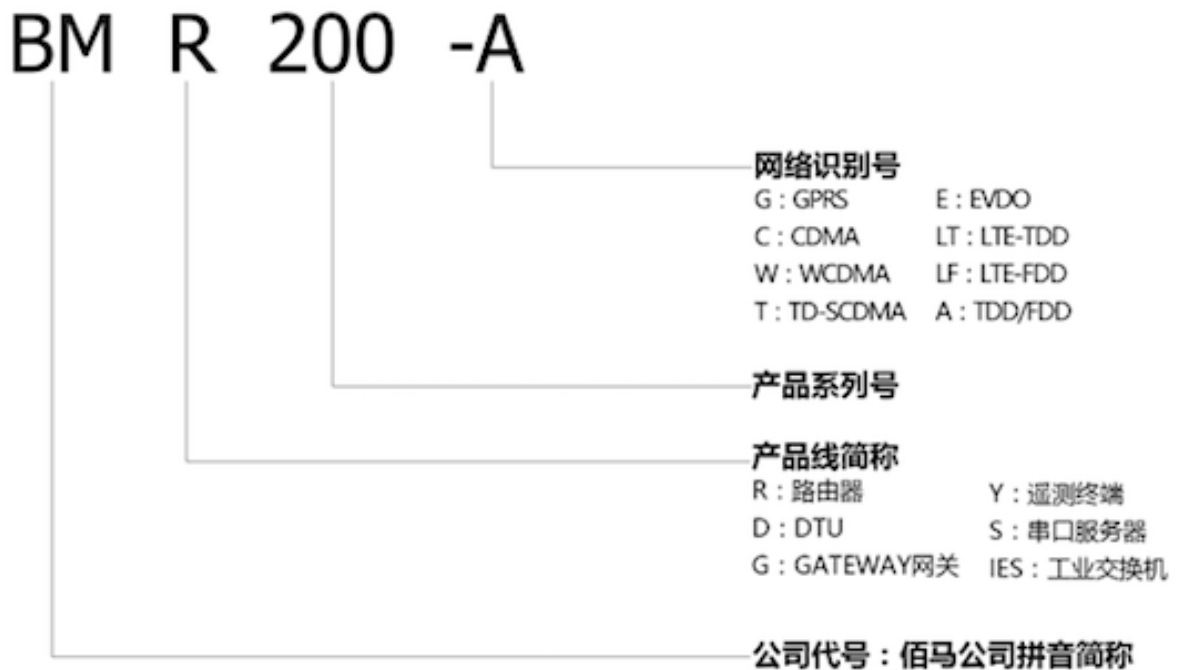 BM R 200 -A
网络识别号
G：GPRS E：EVDO
C：CDMA LT：LTE-TDD
W：WCDMA LF：LTE-FDD
T：TD-SCDMA A：TDD/FDD
产品系列号
产品线简称
R：路由器 Y：遥测终端
D：DTU S：串口服务器
G：GATEWAY网关 IES：工业交换机
公司代号：佰马公司拼音简称